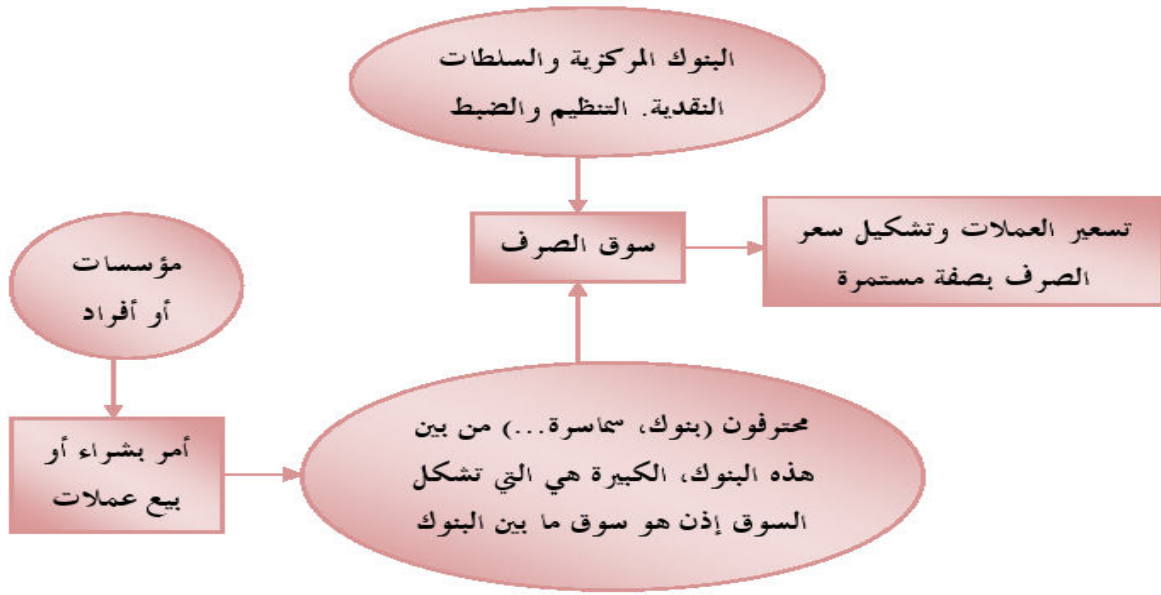 البنوك المركزية والسلطات
النقدية. التنظيم والضبط
سوق الصرف
تسعير العملات وتشكيل سعر
الصرف بصفة مستمرة
مؤسسات
أو أفراد
أمر بشراء أو
بيع عملات
محترفون (بنوك، سماسرة...) من بين
هذه البنوك، الكبيرة هي التي تشكل
السوق إذن هو سوق ما بين البنوك